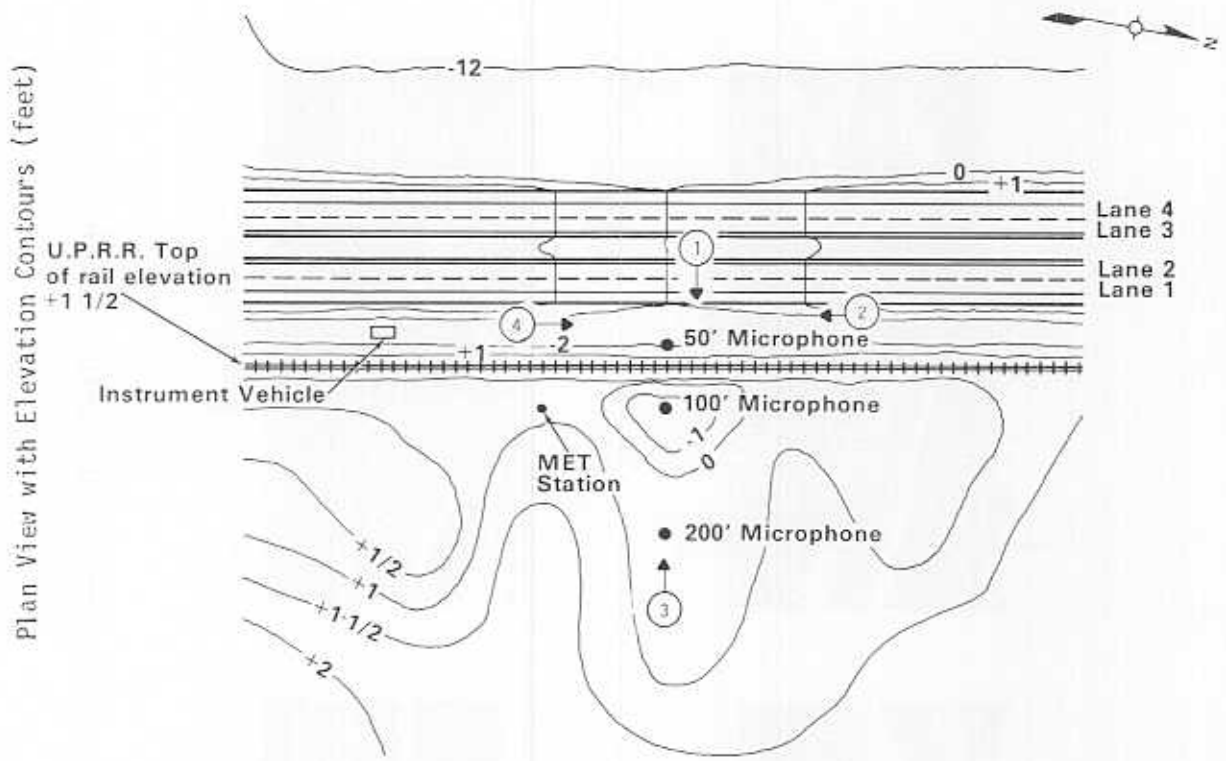 Plan View with Elevation Contours (feet)
N
-12
0
+1
Lane 4
Lane 3
U.P.R.R. Top
of rail elevation
+1 1/2
1
Lane 2
Lane 1
4
2
50' Microphone
+1
-2
Instrument Vehicle
100' Microphone
-1
0
MET
Station
200' Microphone
+1/2
+1
+1-1/2
3
+2